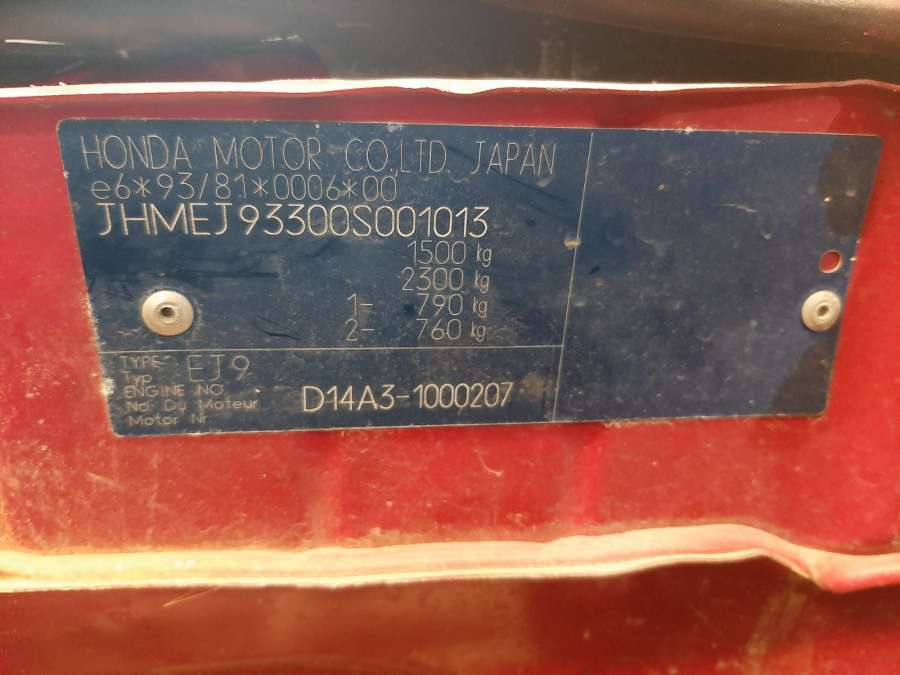 HONDA MOTOR CO.,LTD. JAPAN
e6*93/81*0006*00
JHMEJ93300S001013
1500 kg
2300 kg
1- 790 kg
2- 760 kg
TYPE EJ9
Typ
ENGINE NO.
No Du Moteur D14A3-1000207
Motor Nr